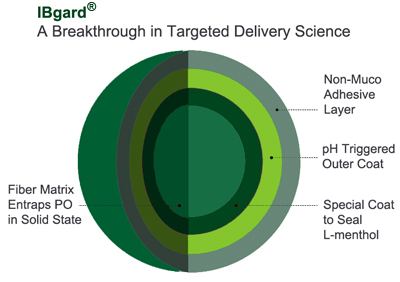 IBgard®
A Breakthrough in Targeted Delivery Science
Non-Muco
Adhesive
Layer
pH Triggered
Outer Coat
Fiber Matrix
Entraps PO
in Solid State
Special Coat
to Seal
L-menthol